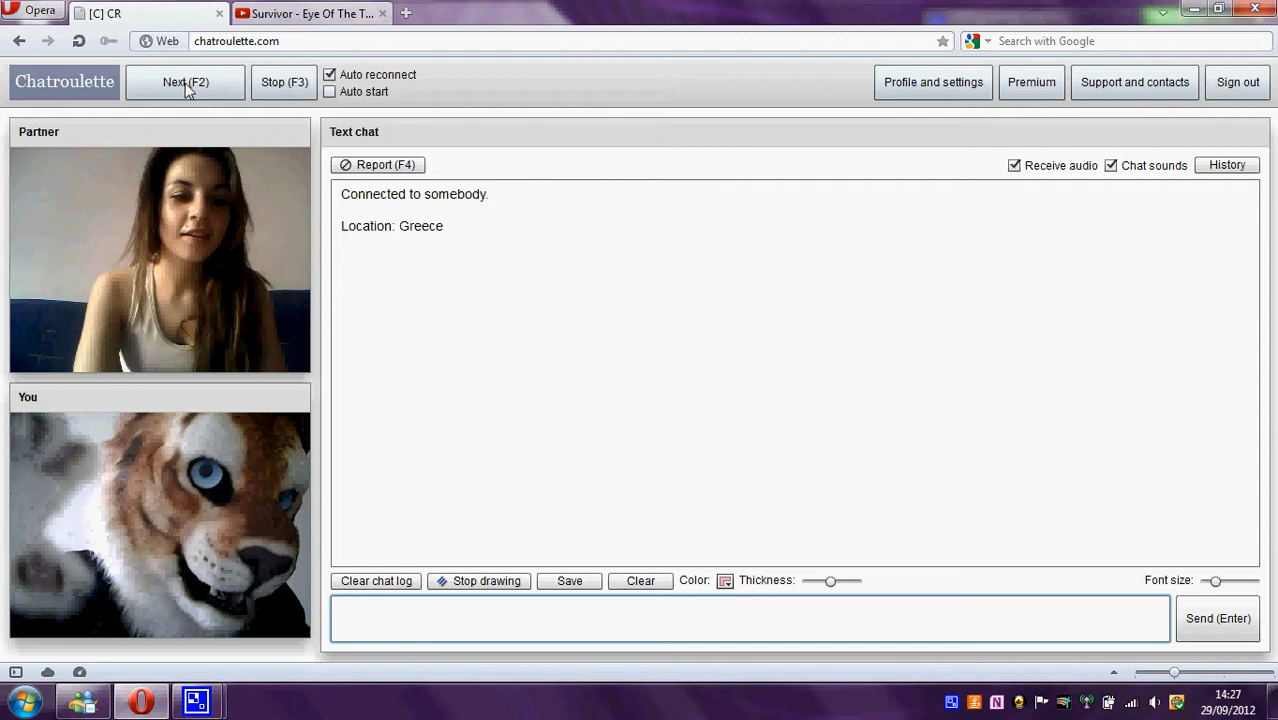 Opera
[C] CR
Survivor - Eye Of The T...
Web
chatroulette.com
Search with Google
Chatroulette
Next (F2)
Stop (F3)
Auto reconnect
Auto start
Profile and settings
Premium
Support and contacts
Sign out
Partner
Text chat
Report (F4)
Receive audio
Chat sounds
History
Connected to somebody.
Location: Greece
You
Clear chat log
Stop drawing
Save
Clear
Color:
Thickness:
Font size:
Send (Enter)
14:27
29/09/2012